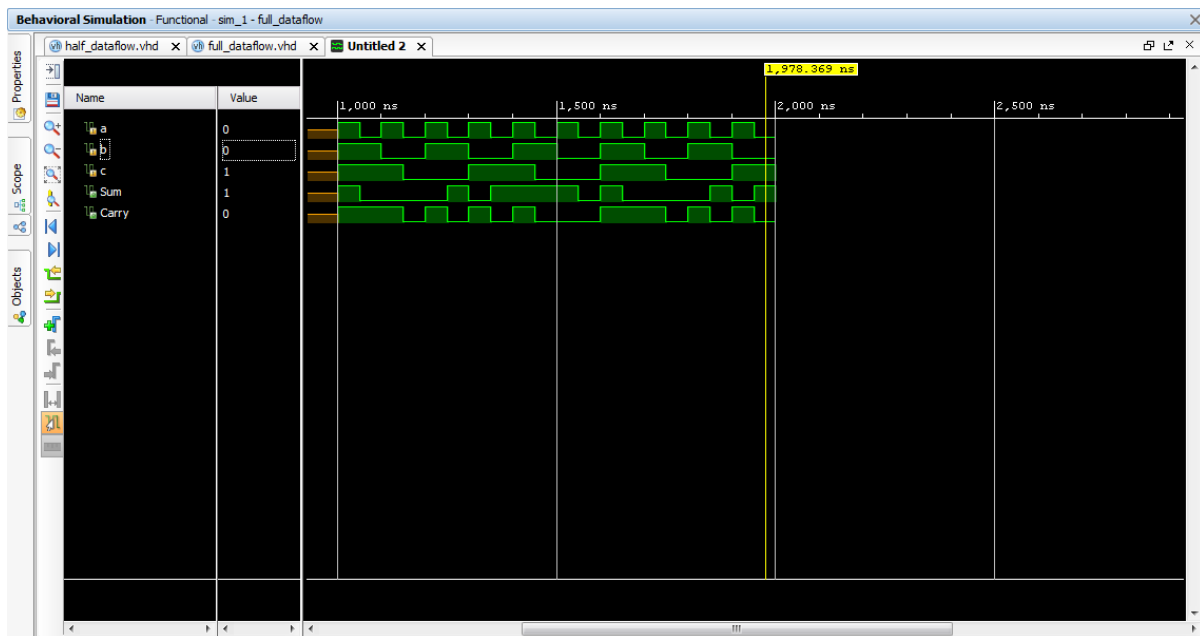 Behavioral Simulation - Functional - sim_1 - full_dataflow
half_dataflow.vhd full_dataflow.vhd Untitled 2
Properties
Scope
Objects
Name Value
1,978.369 ns
1,000 ns 1,500 ns 2,000 ns 2,500 ns
a 0
b 0
c 1
Sum 1
Carry 0